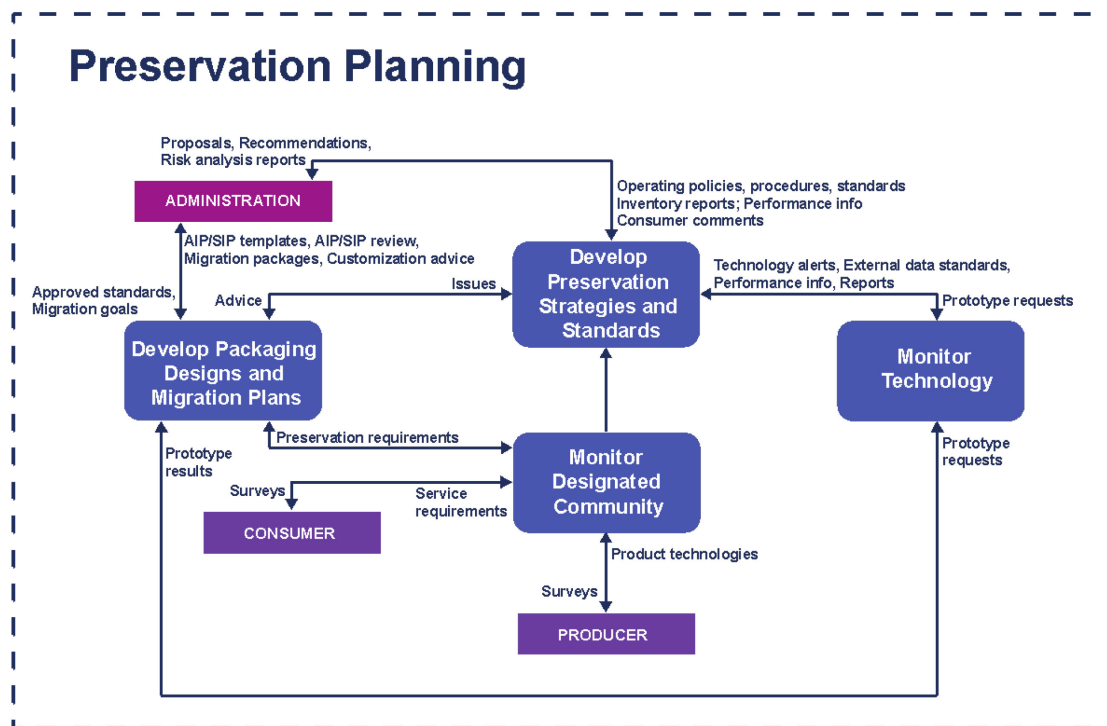 Preservation Planning
Proposals, Recommendations,
Risk analysis reports
ADMINISTRATION
Operating policies, procedures, standards
Inventory reports; Performance info
Consumer comments
AIP/SIP templates, AIP/SIP review,
Migration packages, Customization advice
Develop
Preservation
Strategies and
Standards
Technology alerts, External data standards,
Performance info, Reports
Issues
Approved standards,
Migration goals
Advice
Prototype requests
Develop Packaging
Designs and
Migration Plans
Monitor
Technology
Preservation requirements
Prototype
results
Monitor
Designated
Community
Prototype
requests
Surveys
Service
requirements
CONSUMER
Product technologies
Surveys
PRODUCER